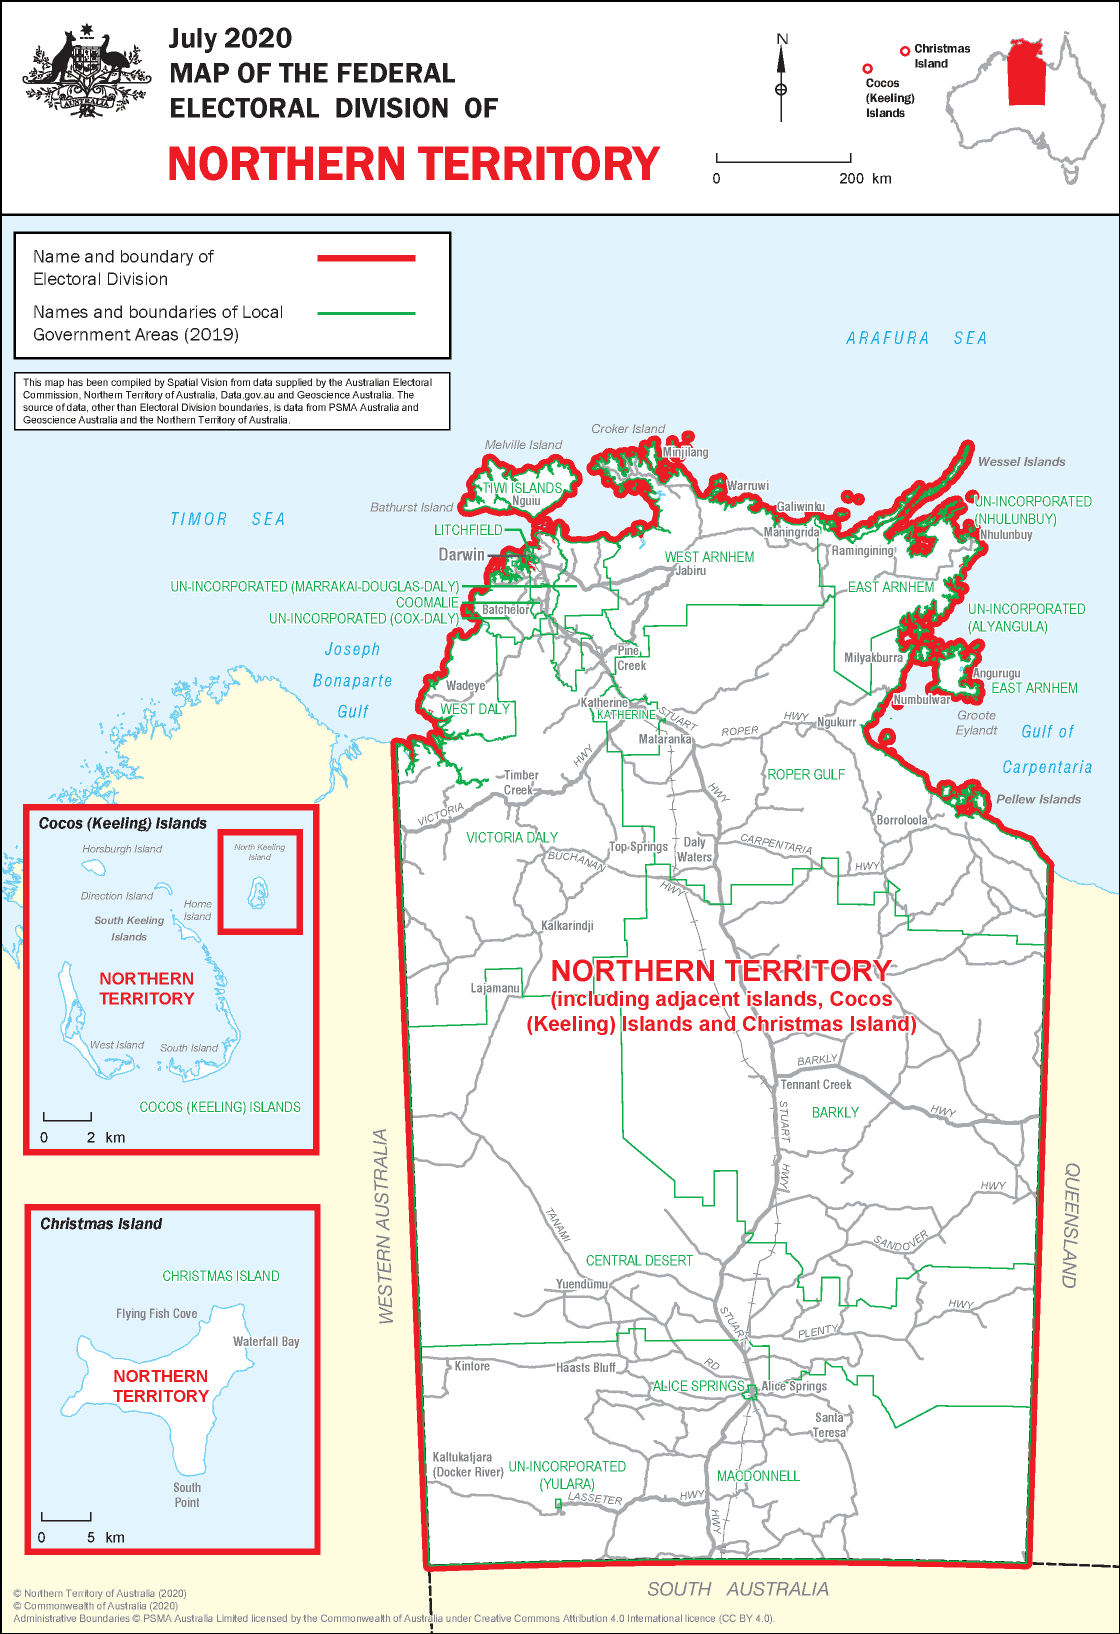 July 2020
MAP OF THE FEDERAL
ELECTORAL DIVISION OF
NORTHERN TERRITORY
AUSTRALIA
N
0 200 km
Christmas
Island
Cocos
(Keeling)
Islands
Name and boundary of
Electoral Division
Names and boundaries of Local
Government Areas (2019)
This map has been compiled by Spatial Vision from data supplied by the Australian Electoral
Commission, Northern Territory of Australia, Data.gov.au and Geoscience Australia. The
source of data, other than Electoral Division boundaries, is data from PSMA Australia and
Geoscience Australia and the Northern Territory of Australia.
ARAFURA SEA
Croker Island
Melville Island
Minjilang
Wessel Islands
TIWI ISLANDS
Nguiu
Warruwi
Bathurst Island
Galiwinku
UN-INCORPORATED
(NHULUNBUY)
TIMOR SEA
LITCHFIELD
Maningrida
Nhulunbuy
Darwin
WEST ARNHEM
Ramingining
Jabiru
UN-INCORPORATED (MARRAKAI-DOUGLAS-DALY)
EAST ARNHEM
COOMALIE
Batchelor
UN-INCORPORATED (COX-DALY)
UN-INCORPORATED
(ALYANGULA)
Joseph
Bonaparte
Gulf
Pine
Creek
Milyakburra
Angurugu
Wadeye
EAST ARNHEM
Numbulwar
Katherine
KATHERINE
WEST DALY
STUART
HWY
Groote
Eylandt
Ngukurr
ROPER
HWY
Mataranka
Gulf of
Carpentaria
HWY
ROPER GULF
Timber
Creek
Pellew Islands
VICTORIA
Borroloola
VICTORIA DALY
Top Springs
Daly
Waters
CARPENTARIA
HWY
BUCHANAN
HWY
Kalkarindji
NORTHERN TERRITORY
(including adjacent islands, Cocos
(Keeling) Islands and Christmas Island)
Lajamanu
BARKLY
Tennant Creek
BARKLY
HWY
STUART
HWY
HWY
WESTERN AUSTRALIA
QUEENSLAND
TANAMI
SANDOVER
CENTRAL DESERT
Yuendumu
HWY
STUART
PLENTY
Kintore
Haasts Bluff
RD
ALICE SPRINGS
Alice Springs
Santa
Teresa
Kaltukatjara
(Docker River)
UN-INCORPORATED
(YULARA)
MACDONNELL
LASSETER
HWY
HWY
SOUTH AUSTRALIA
Cocos (Keeling) Islands
Horsburgh Island
North Keeling
Island
Direction Island
Home
Island
South Keeling
Islands
NORTHERN
TERRITORY
West Island
South Island
COCOS (KEELING) ISLANDS
0 2 km
Christmas Island
CHRISTMAS ISLAND
Flying Fish Cove
Waterfall Bay
NORTHERN
TERRITORY
South
Point
0 5 km
© Northern Territory of Australia (2020)
© Commonwealth of Australia (2020)
Administrative Boundaries © PSMA Australia Limited licensed by the Commonwealth of Australia under Creative Commons Attribution 4.0 International licence (CC BY 4.0).